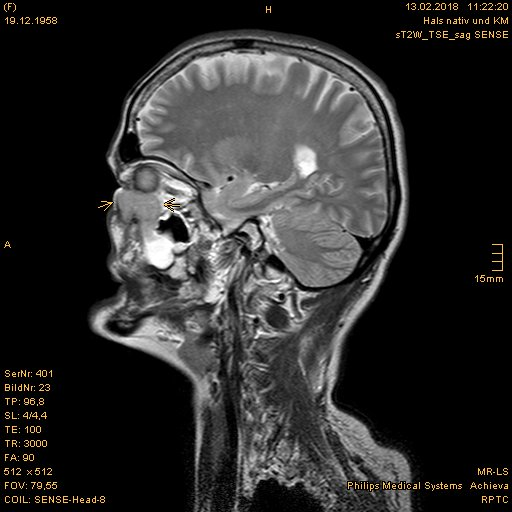 (F)
19.12.1958
H
13.02.2018 11:22:20
Hals nativ und KM
sT2W_TSE_sag SENSE
A
15mm
SerNr: 401
BildNr: 23
TP: 96,8
SL: 4/4,4
TE: 100
TR: 3000
FA: 90
512 × 512
FOV: 79,55
COIL: SENSE-Head-8
MR-LS
Philips Medical Systems Achieva
RPTC